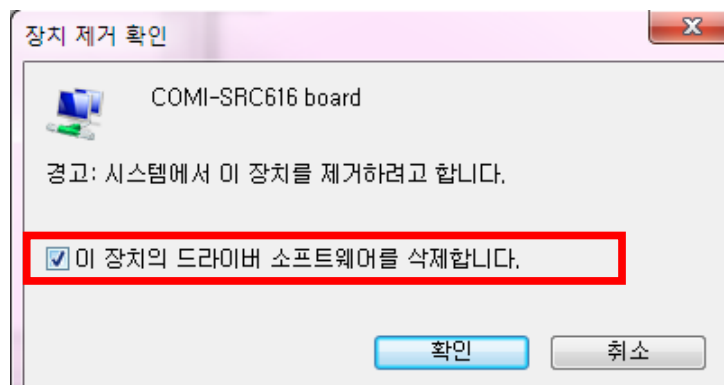 장치 제거 확인
COMI-SRC616 board
경고: 시스템에서 이 장치를 제거하려고 합니다.
이 장치의 드라이버 소프트웨어를 삭제합니다.
확인 취소